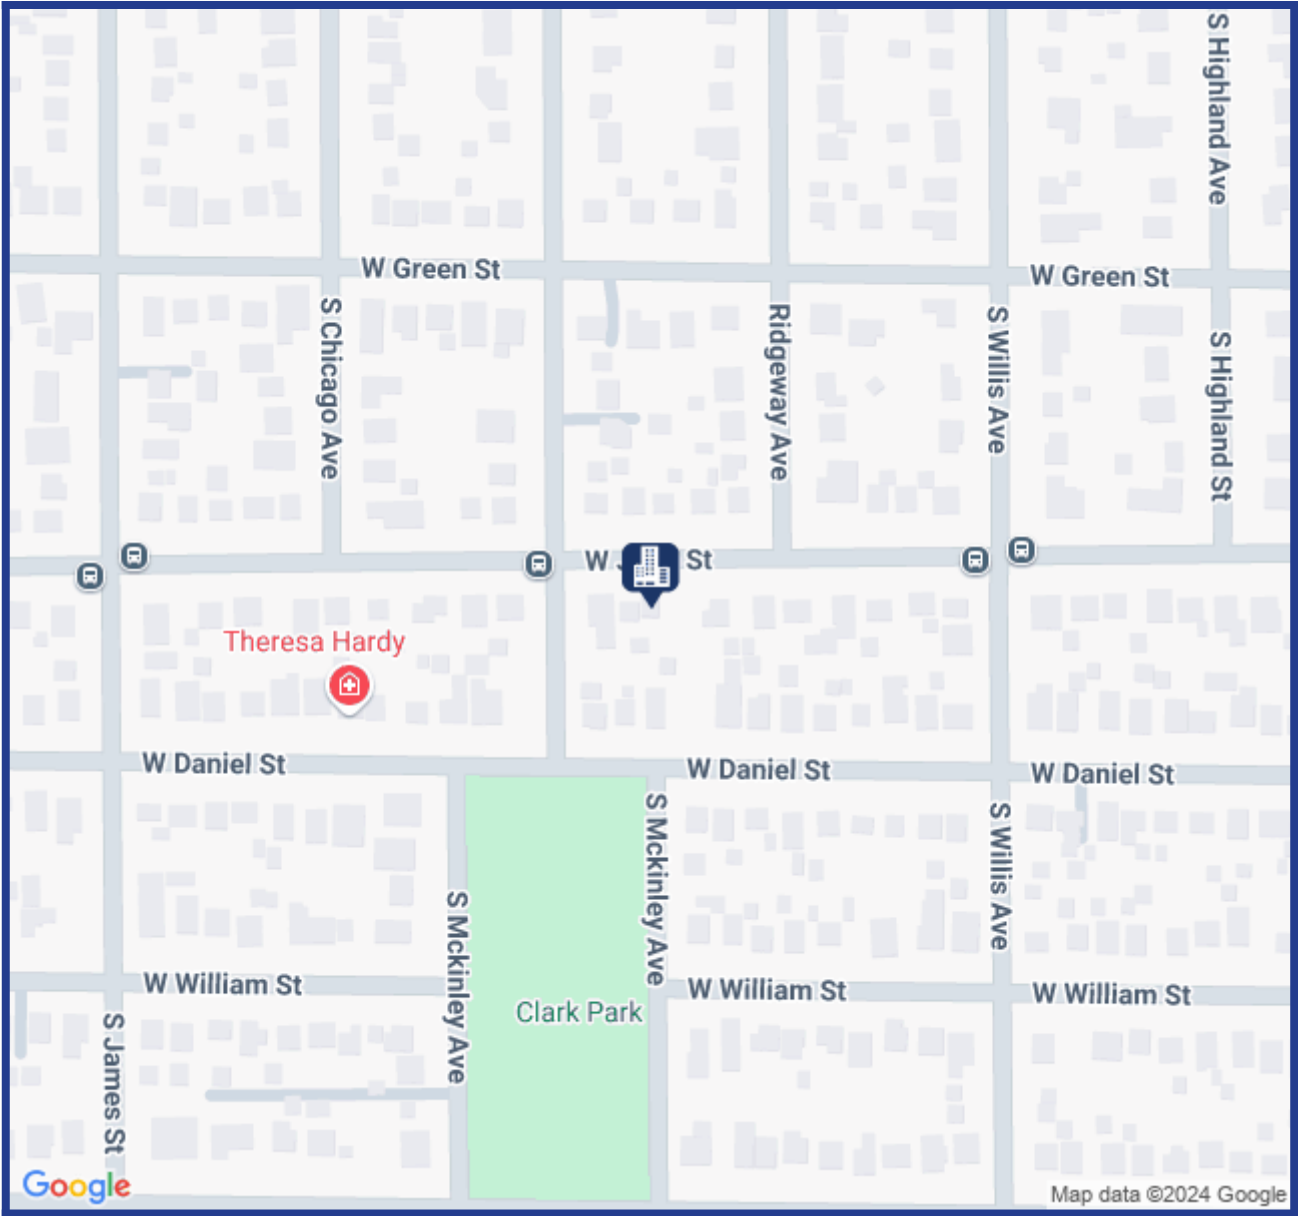 S Highland Ave
W Green St
W Green St
S Chicago Ave
Ridgeway Ave
S Willis Ave
S Highland St
W St
Theresa Hardy
W Daniel St
W Daniel St
W Daniel St
S Mckinley Ave
S Willis Ave
S Mckinley Ave
W William St
W William St
W William St
Clark Park
S James St
Google
Map data ©2024 Google